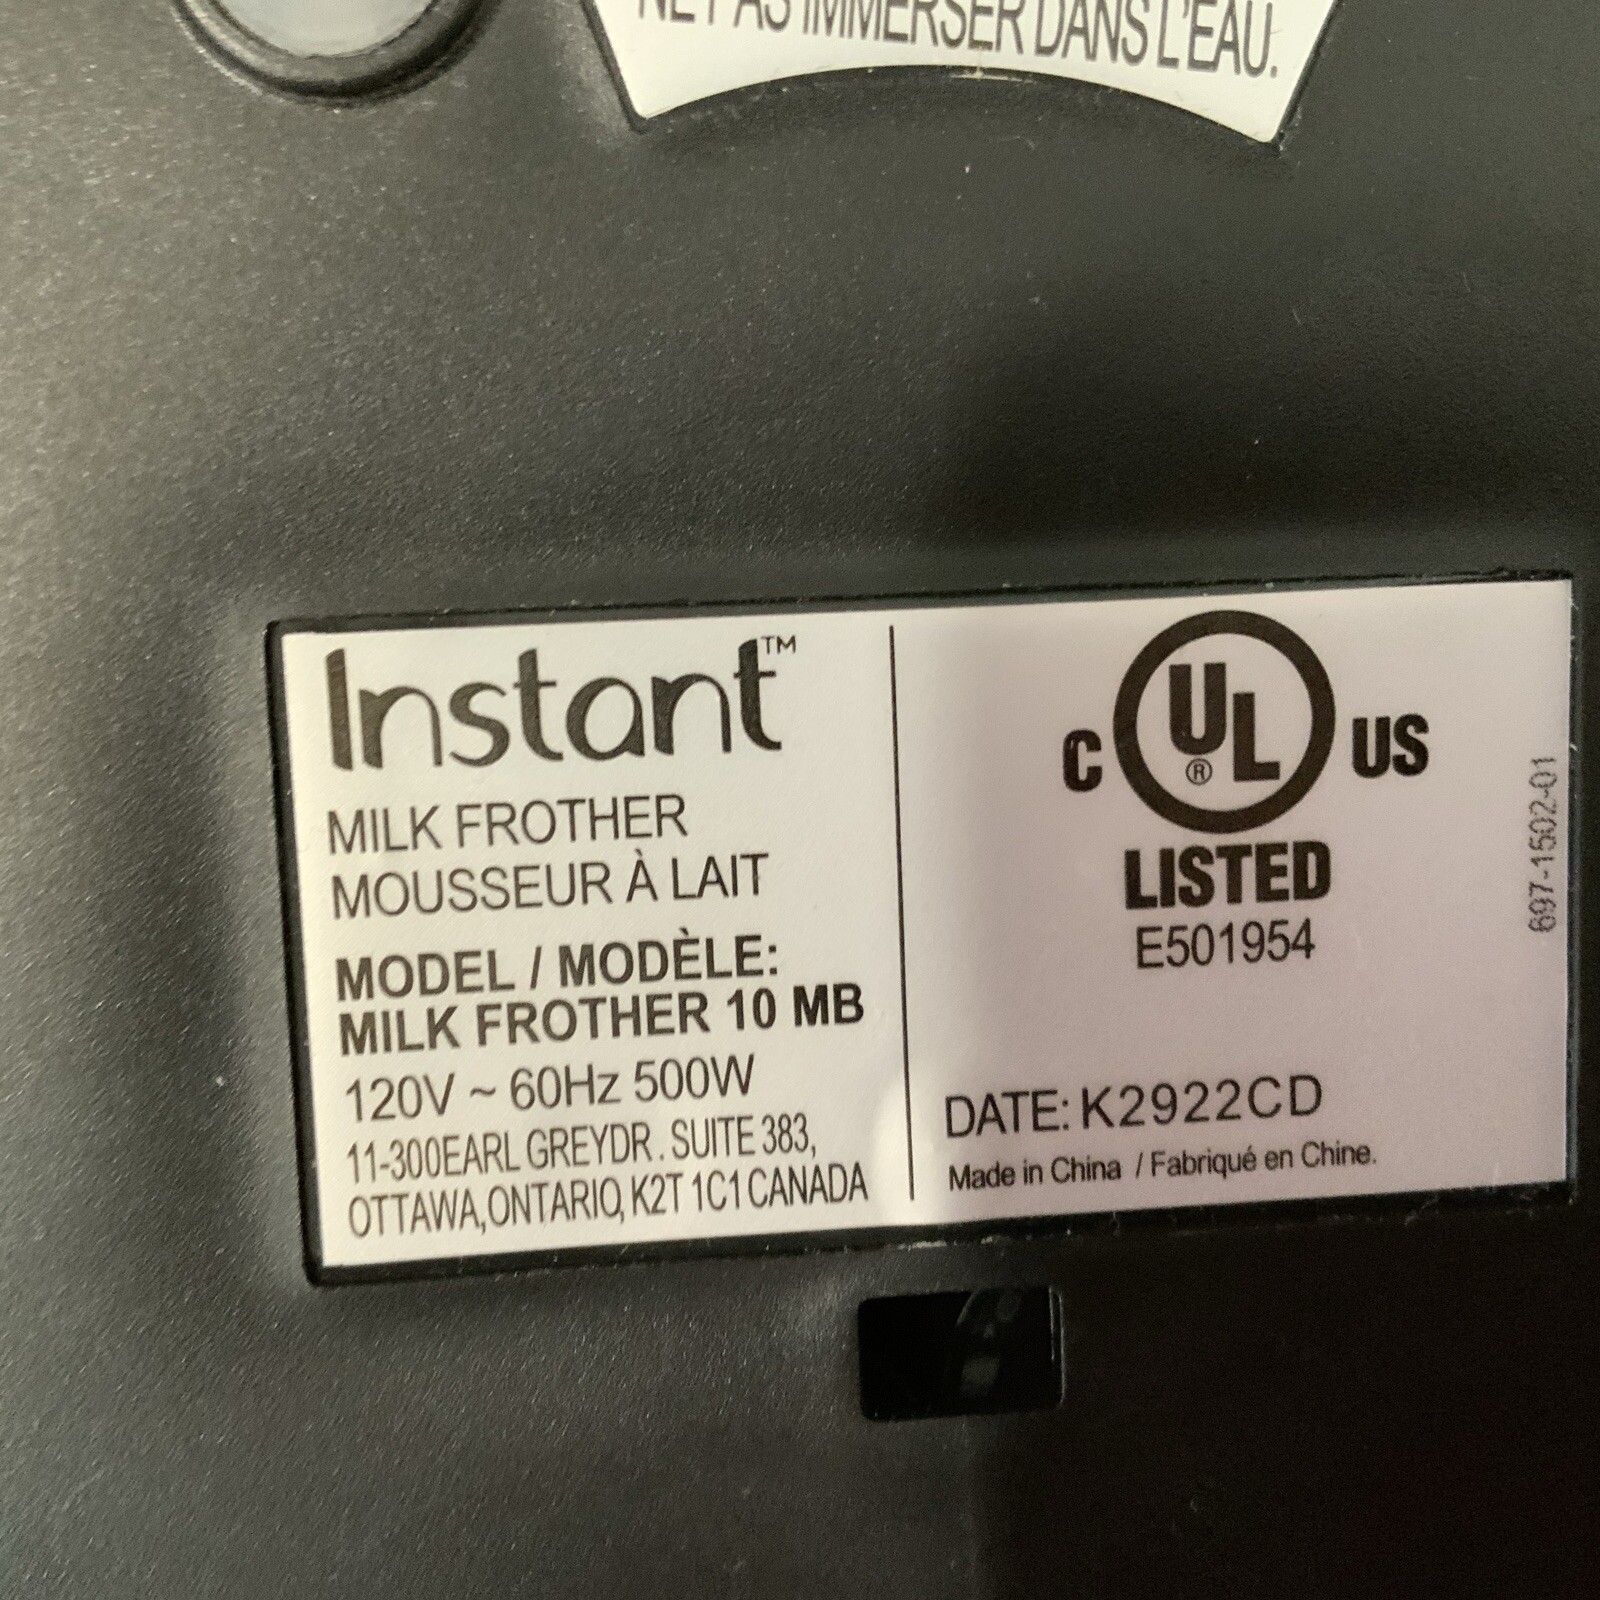 NE PAS IMMERSER DANS L'EAU.
Instant™
MILK FROTHER
MOUSSEUR À LAIT
MODEL / MODÈLE:
MILK FROTHER 10 MB
120V ~ 60Hz 500W
11-300EARL GREYDR. SUITE 383,
OTTAWA,ONTARIO, K2T 1C1 CANADA
C UL® US
LISTED
E501954
DATE: K2922CD
Made in China / Fabriqué en Chine.
697-1502-01